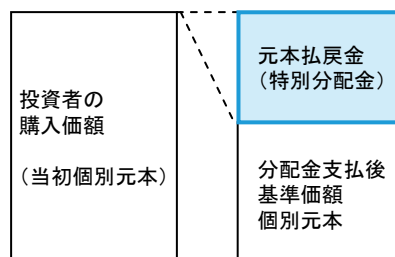 投資者の
購入価額
（当初個別元本）
元本払戻金
（特別分配金）
分配金支払後
基準価額
個別元本